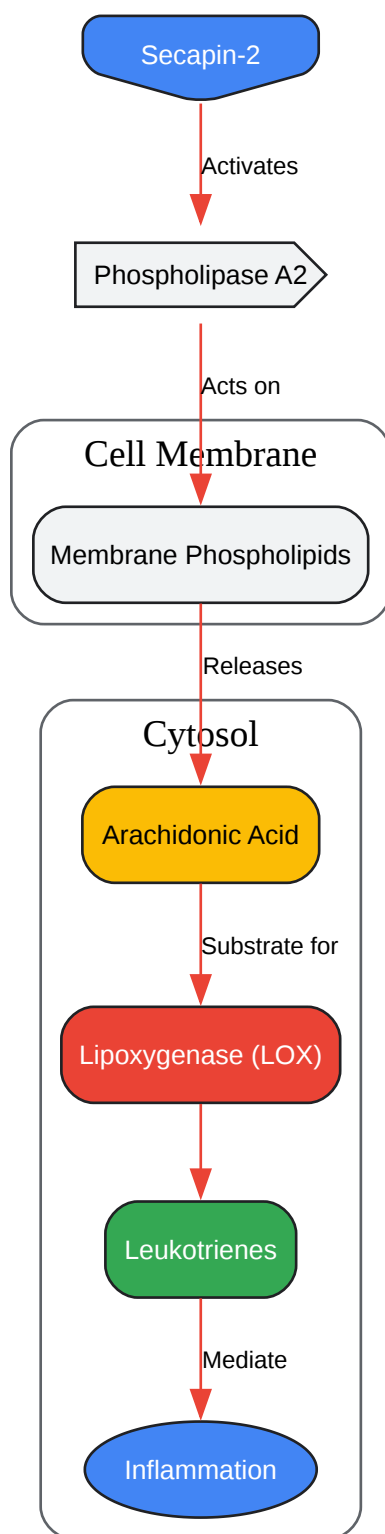 Secapin-2
Activates
Phospholipase A2
Acts on
Cell Membrane
Membrane Phospholipids
Releases
Cytosol
Arachidonic Acid
Substrate for
Lipoxygenase (LOX)
Leukotrienes
Mediate
Inflammation